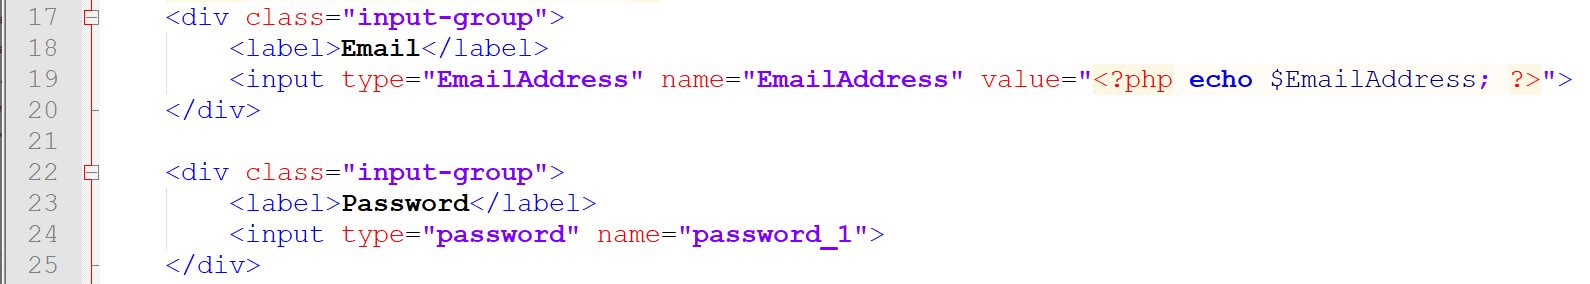 17 <div class="input-group">
18 <label>Email</label>
19 <input type="EmailAddress" name="EmailAddress" value="<?php echo $EmailAddress; ?>">
20 </div>
21
22 <div class="input-group">
23 <label>Password</label>
24 <input type="password" name="password_1">
25 </div>